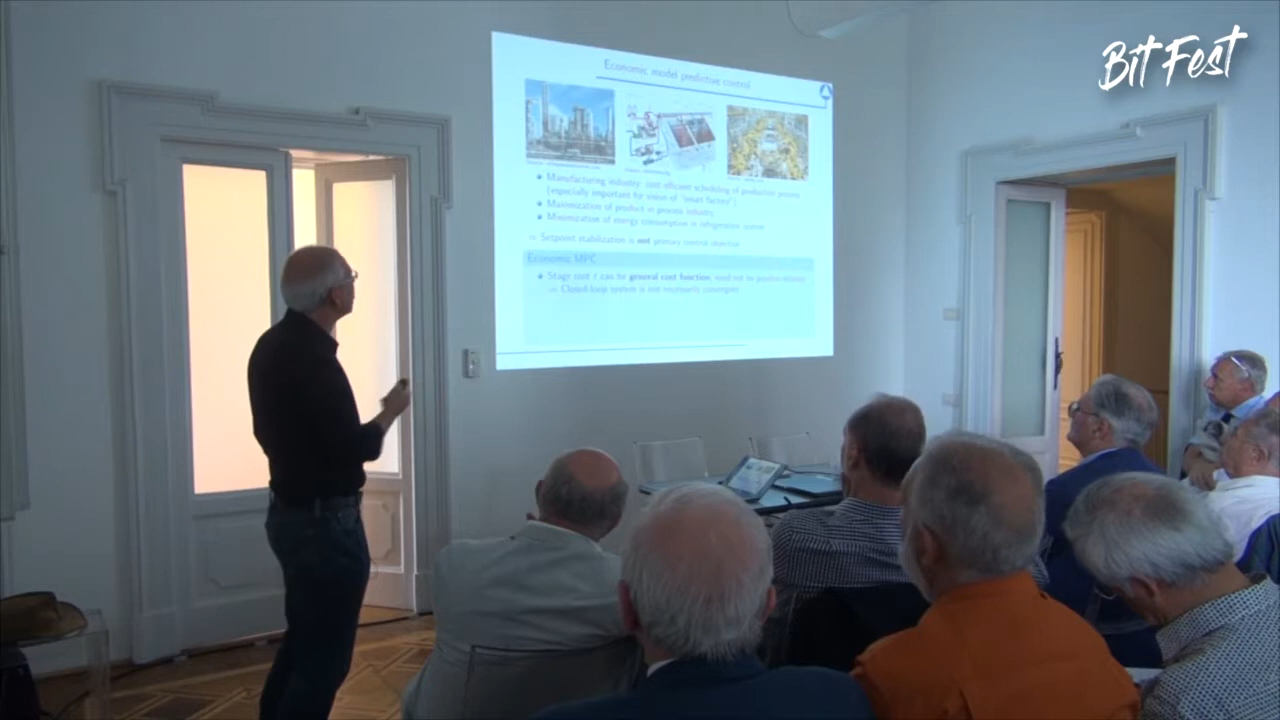 Bit Fest
Economic model predictive control
Manufacturing industry: cost-efficient scheduling of production process
(especially important for vision of "smart factory")
Maximization of product in process industry
Minimization of energy consumption in refrigeration system
⇒ Setpoint stabilization is not primary control objective
Economic MPC
Stage cost ℓ can be general cost function, need not be positive definite
⇒ Closed-loop system is not necessarily convergent